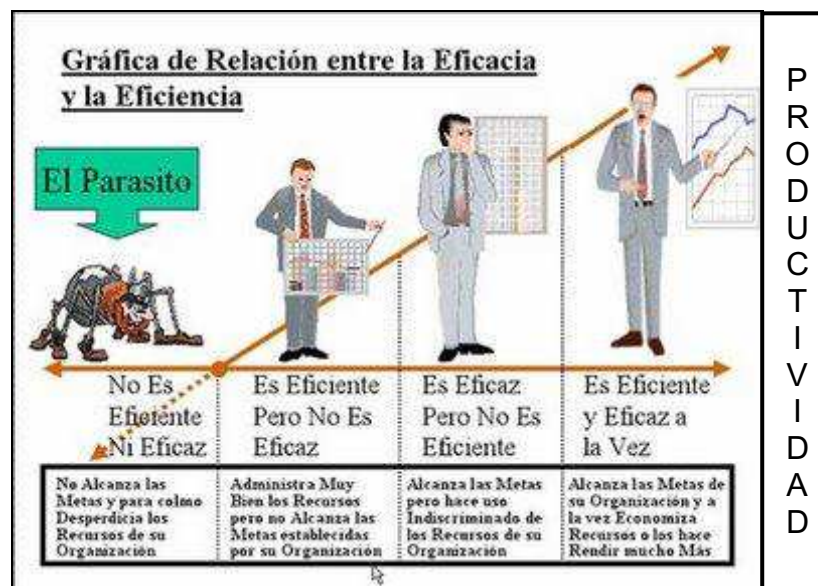 Gráfica de Relación entre la Eficacia
y la Eficiencia
El Parasito
No Es
Eficiente
Ni Eficaz
Es Eficiente
Pero No Es
Eficaz
Es Eficaz
Pero No Es
Eficiente
Es Eficiente
y Eficaz a
la Vez
No Alcanza las
Metas y para colmo
Desperdicia los
Recursos de su
Organización
Administra Muy
Bien los Recursos
pero no Alcanza las
Metas establecidas
por su Organización
Alcanza las Metas
pero hace uso
Indiscriminado de
los Recursos de su
Organización
Alcanza las Metas de
su Organización y a
la vez Economiza
Recursos o los hace
Rendir mucho Más
P
R
O
D
U
C
T
I
V
I
D
A
D